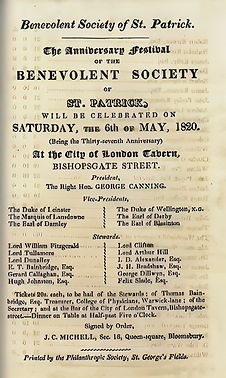 Benevolent Society of St. Patrick.
The Anniversary Festival
OF THE
BENEVOLENT SOCIETY
OF
ST. PATRICK,
WILL BE CELEBRATED ON
SATURDAY, THE 6th OF MAY, 1820.
(Being the Thirty-seventh Anniversary)
At the City of London Tavern,
BISHOPSGATE STREET.
President,
The Right Hon. GEORGE CANNING.
Vice-Presidents,
The Duke of Leinster The Duke of Wellington, K.G.
The Marquis of Lansdowne The Earl of Derby
The Earl of Darnley The Earl of Blessinton
Stewards.
Lord William Fitzgerald Lord Clifton
Lord Tullamore Lord Arthur Hill
Lord Dunalley I. D. Alexander, Esq.
E. T. Bainbridge, Esq. J. H. Bradshaw, Esq.
Gerard Callaghan, Esq. George Dillwyn, Esq.
Hugh Johnson, Esq. Felix Slade, Esq.
Tickets 20s. each, to be had of the Stewards; of Thomas Bain-
bridge, Esq. Treasurer, College of Physicians, Warwick-lane; of the
Secretary; and at the Bar of the City of London Tavern, Bishopsgate-
street.—Dinner on Table at Half-past Five o'Clock.
Signed by Order,
J. C. MICHELL, Sec. 18, Queen-square, Bloomsbury.
Printed by the Philanthropic Society, St. George's Fields.